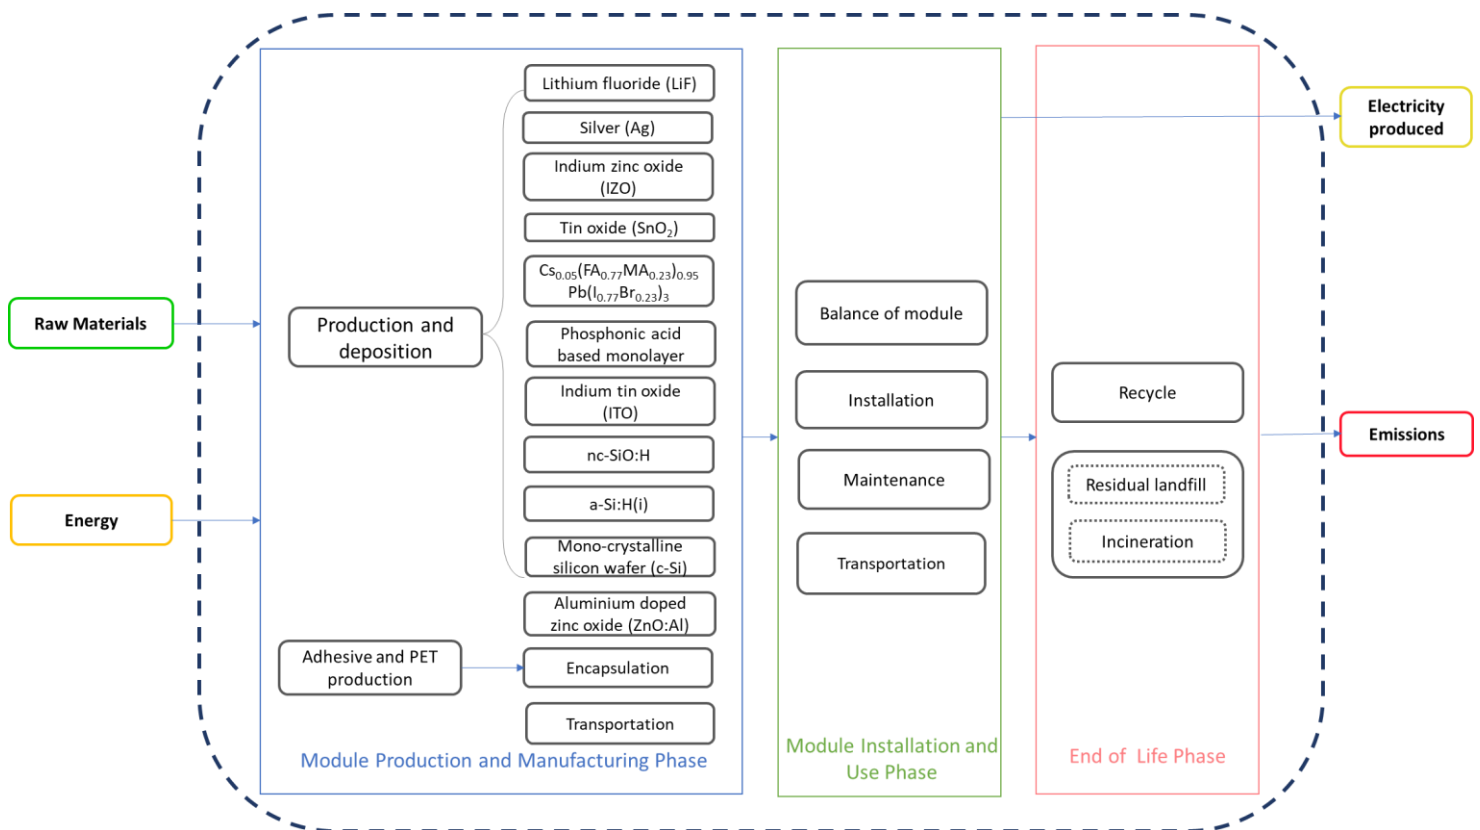 Raw Materials
Energy
Production and
deposition
Adhesive and PET
production
Lithium fluoride (LiF)
Silver (Ag)
Indium zinc oxide
(IZO)
Tin oxide (SnO₂)
Cs₀.₀₅(FA₀.₇₇MA₀.₂₃)₀.₉₅
Pb(I₀.₇₇Br₀.₂₃)₃
Phosphonic acid
based monolayer
Indium tin oxide
(ITO)
nc-SiO:H
a-Si:H(i)
Mono-crystalline
silicon wafer (c-Si)
Aluminium doped
zinc oxide (ZnO:Al)
Encapsulation
Transportation
Module Production and Manufacturing Phase
Balance of module
Installation
Maintenance
Transportation
Module Installation and
Use Phase
Recycle
Residual landfill
Incineration
End of Life Phase
Electricity
produced
Emissions